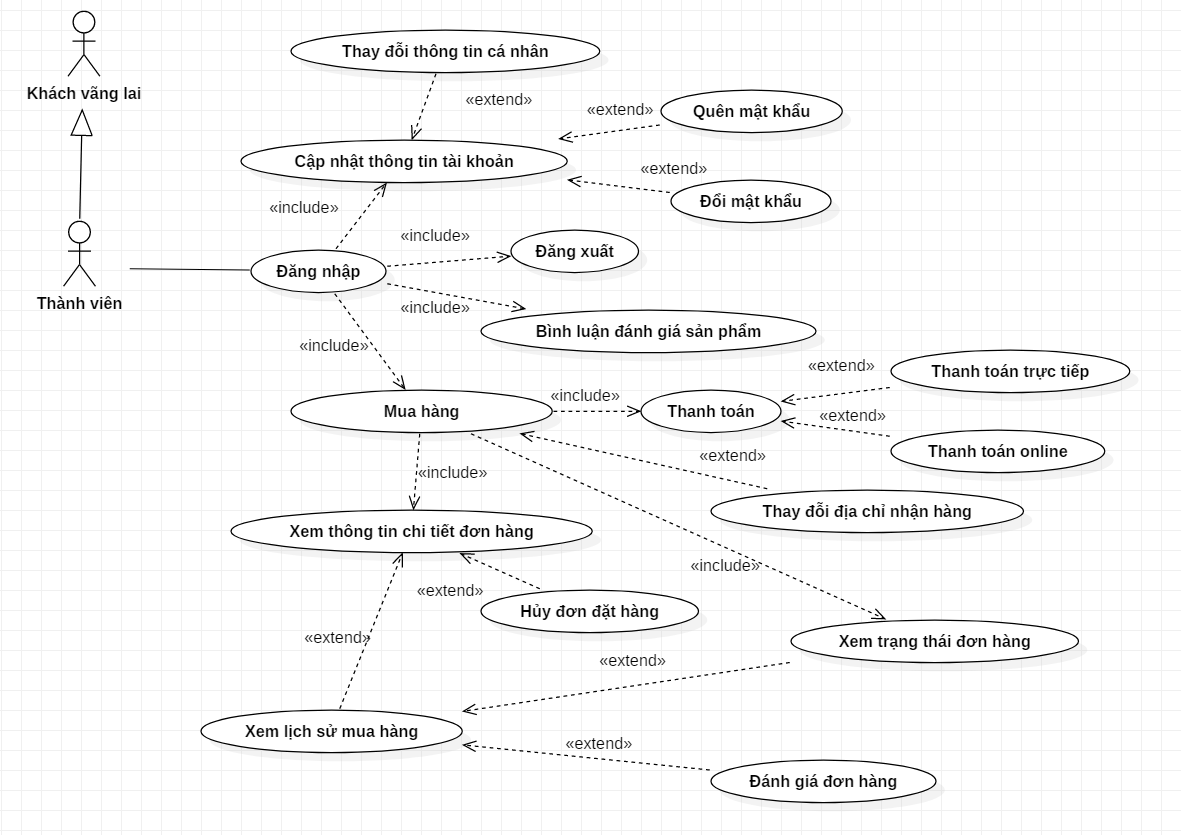 Thay đỗi thông tin cá nhân
Khách vãng lai
«extend»
«extend»
Quên mật khẩu
Cập nhật thông tin tài khoản
«extend»
Đổi mật khẩu
«include»
«include»
Đăng xuất
Đăng nhập
Thành viên
«include»
Bình luận đánh giá sản phẩm
«include»
«extend»
Thanh toán trực tiếp
«include»
Mua hàng
Thanh toán
«extend»
Thanh toán online
«extend»
«include»
Thay đỗi địa chỉ nhận hàng
Xem thông tin chi tiết đơn hàng
«include»
«extend»
Hủy đơn đặt hàng
«extend»
Xem trạng thái đơn hàng
«extend»
Xem lịch sử mua hàng
«extend»
Đánh giá đơn hàng